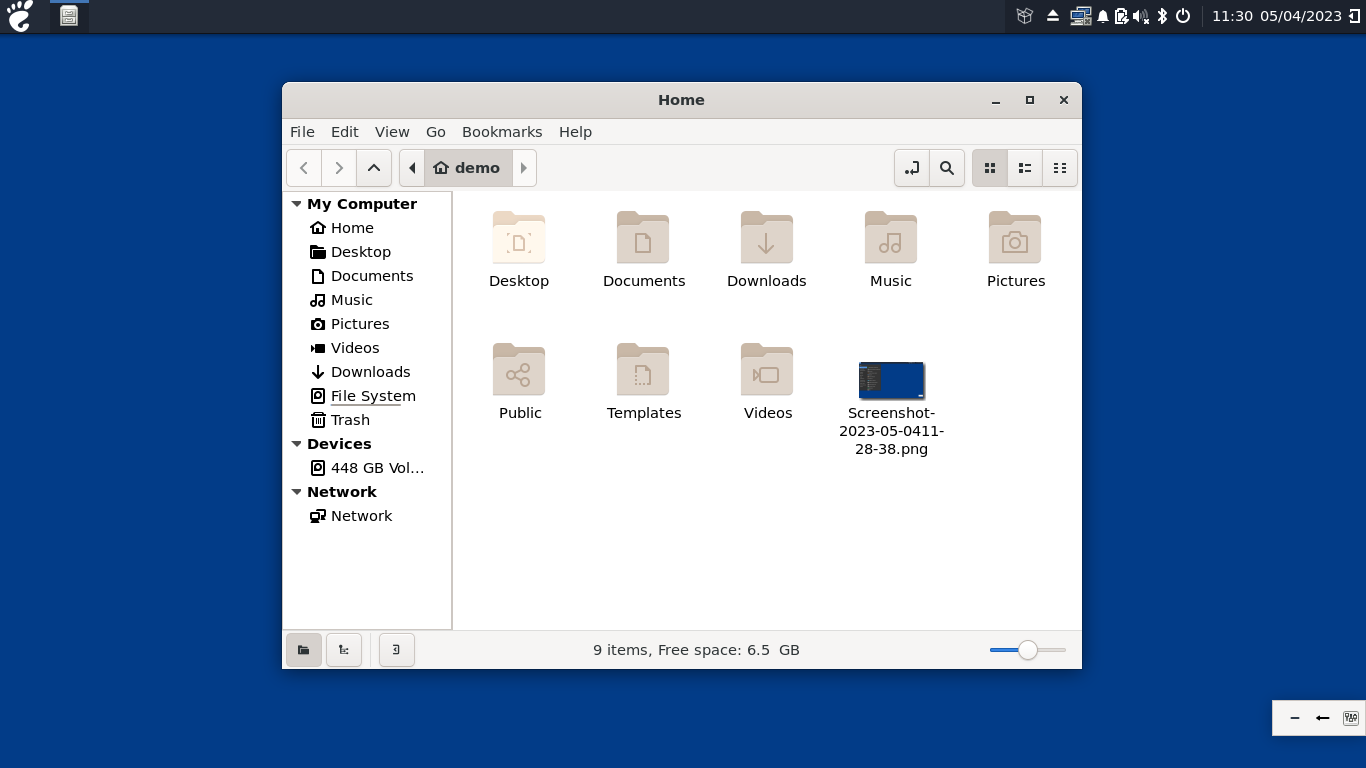 11:30 05/04/2023
Home
File Edit View Go Bookmarks Help
demo
My Computer
Home
Desktop
Documents
Music
Pictures
Videos
Downloads
File System
Trash
Devices
448 GB Vol...
Network
Network
Desktop Documents Downloads Music Pictures
Public Templates Videos Screenshot-
2023-05-0411-
28-38.png
9 items, Free space: 6.5 GB